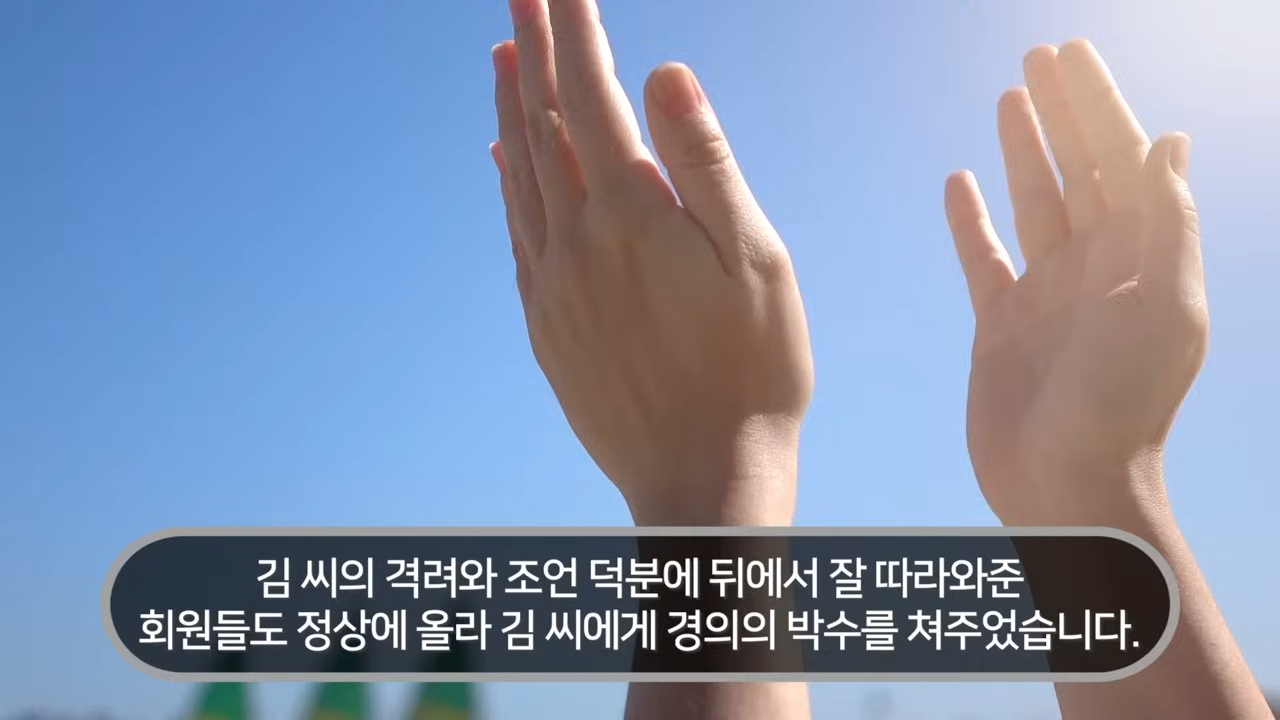 김 씨의 격려와 조언 덕분에 뒤에서 잘 따라와준
회원들도 정상에 올라 김 씨에게 경의의 박수를 쳐주었습니다.